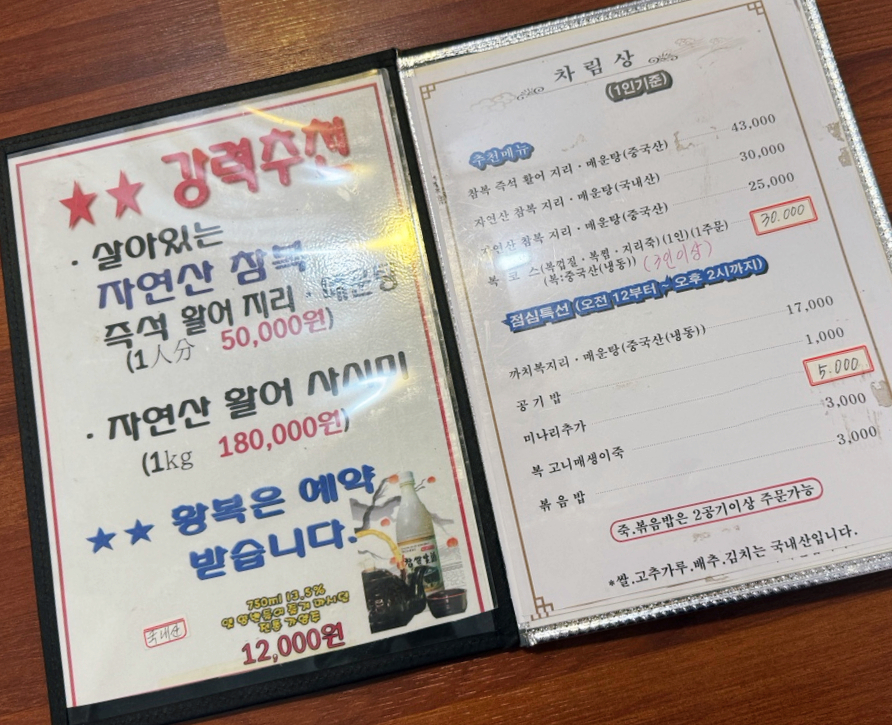 ★★ 강력추천
· 살아있는
자연산 참복
즉석 활어 지리 · 매운탕
(1人分 50,000원)
· 자연산 활어 사시미
(1kg 180,000원)
★★ 왕복은 예약
받습니다.
750ml 13.5%
12,000원
국내산
차림상
(1인기준)
추천메뉴
참복 즉석 활어 지리 · 매운탕(중국산) 43,000
자연산 참복 지리 · 매운탕(국내산) 30,000
자연산 참복 지리 · 매운탕(중국산) 25,000
복 코 스(복껍질 · 복찜 · 지리죽)(1인)(1주문) 30.000
(복:중국산(냉동)) (3인이상)
점심특선 (오전 12부터 ~ 오후 2시까지)
까치복지리 · 매운탕(중국산(냉동)) 17,000
공 기 밥 1,000
미나리추가 5.000
복 고니매생이죽 3,000
볶 음 밥 3,000
죽.볶음밥은 2공기이상 주문가능
*쌀.고추가루.배추.김치는 국내산입니다.